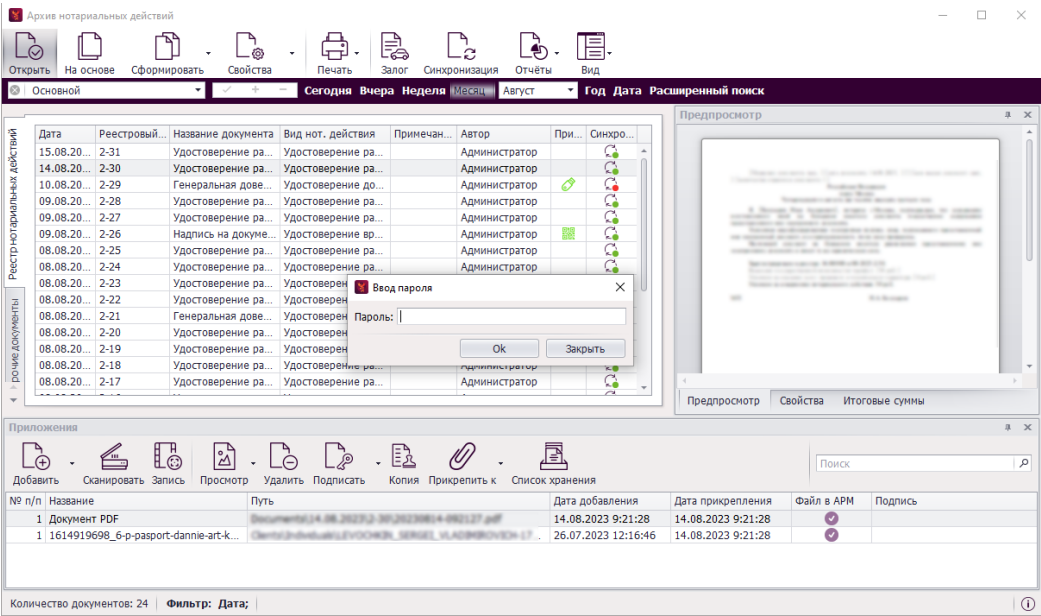 Архив нотариальных действий
Открыть На основе Сформировать Свойства Печать Залог Синхронизация Отчёты Вид
Основной Сегодня Вчера Неделя Месяц Август Год Дата Расширенный поиск
Реестр нотариальных действий
рочие документы
Дата Реестровый... Название документа Вид нот. действия Примечан... Автор При... Синхро...
15.08.20... 2-31 Удостоверение ра... Удостоверение ра... Администратор
14.08.20... 2-30 Удостоверение ра... Удостоверение ра... Администратор
10.08.20... 2-29 Генеральная дове... Удостоверение до... Администратор
09.08.20... 2-28 Удостоверение ра... Удостоверение ра... Администратор
09.08.20... 2-27 Удостоверение ра... Удостоверение ра... Администратор
09.08.20... 2-26 Надпись на докуме... Удостоверение вр... Администратор
08.08.20... 2-25 Удостоверение ра... Удостоверение ра... Администратор
08.08.20... 2-24 Удостоверение ра... Удостоверение ра... Администратор
08.08.20... 2-23 Удостоверение ра... Удостоверен
08.08.20... 2-22 Удостоверение ра... Удостоверен
08.08.20... 2-21 Генеральная дове... Удостоверен
08.08.20... 2-20 Удостоверение ра... Удостоверен
08.08.20... 2-19 Удостоверение ра... Удостоверен
08.08.20... 2-18 Удостоверение ра... Удостоверение ра... Администратор
08.08.20... 2-17 Удостоверение ра... Удостоверение ра... Администратор
Ввод пароля
Пароль:
Ok Закрыть
Предпросмотр
Предпросмотр Свойства Итоговые суммы
Приложения
Добавить Сканировать Запись Просмотр Удалить Подписать Копия Прикрепить к Список хранения
Поиск
№ п/п Название Путь Дата добавления Дата прикрепления Файл в АРМ Подпись
1 Документ PDF 14.08.2023 9:21:28 14.08.2023 9:21:28
1 1614919698_6-p-pasport-dannie-art-k... 26.07.2023 12:16:46 14.08.2023 9:21:28
Количество документов: 24 Фильтр: Дата;